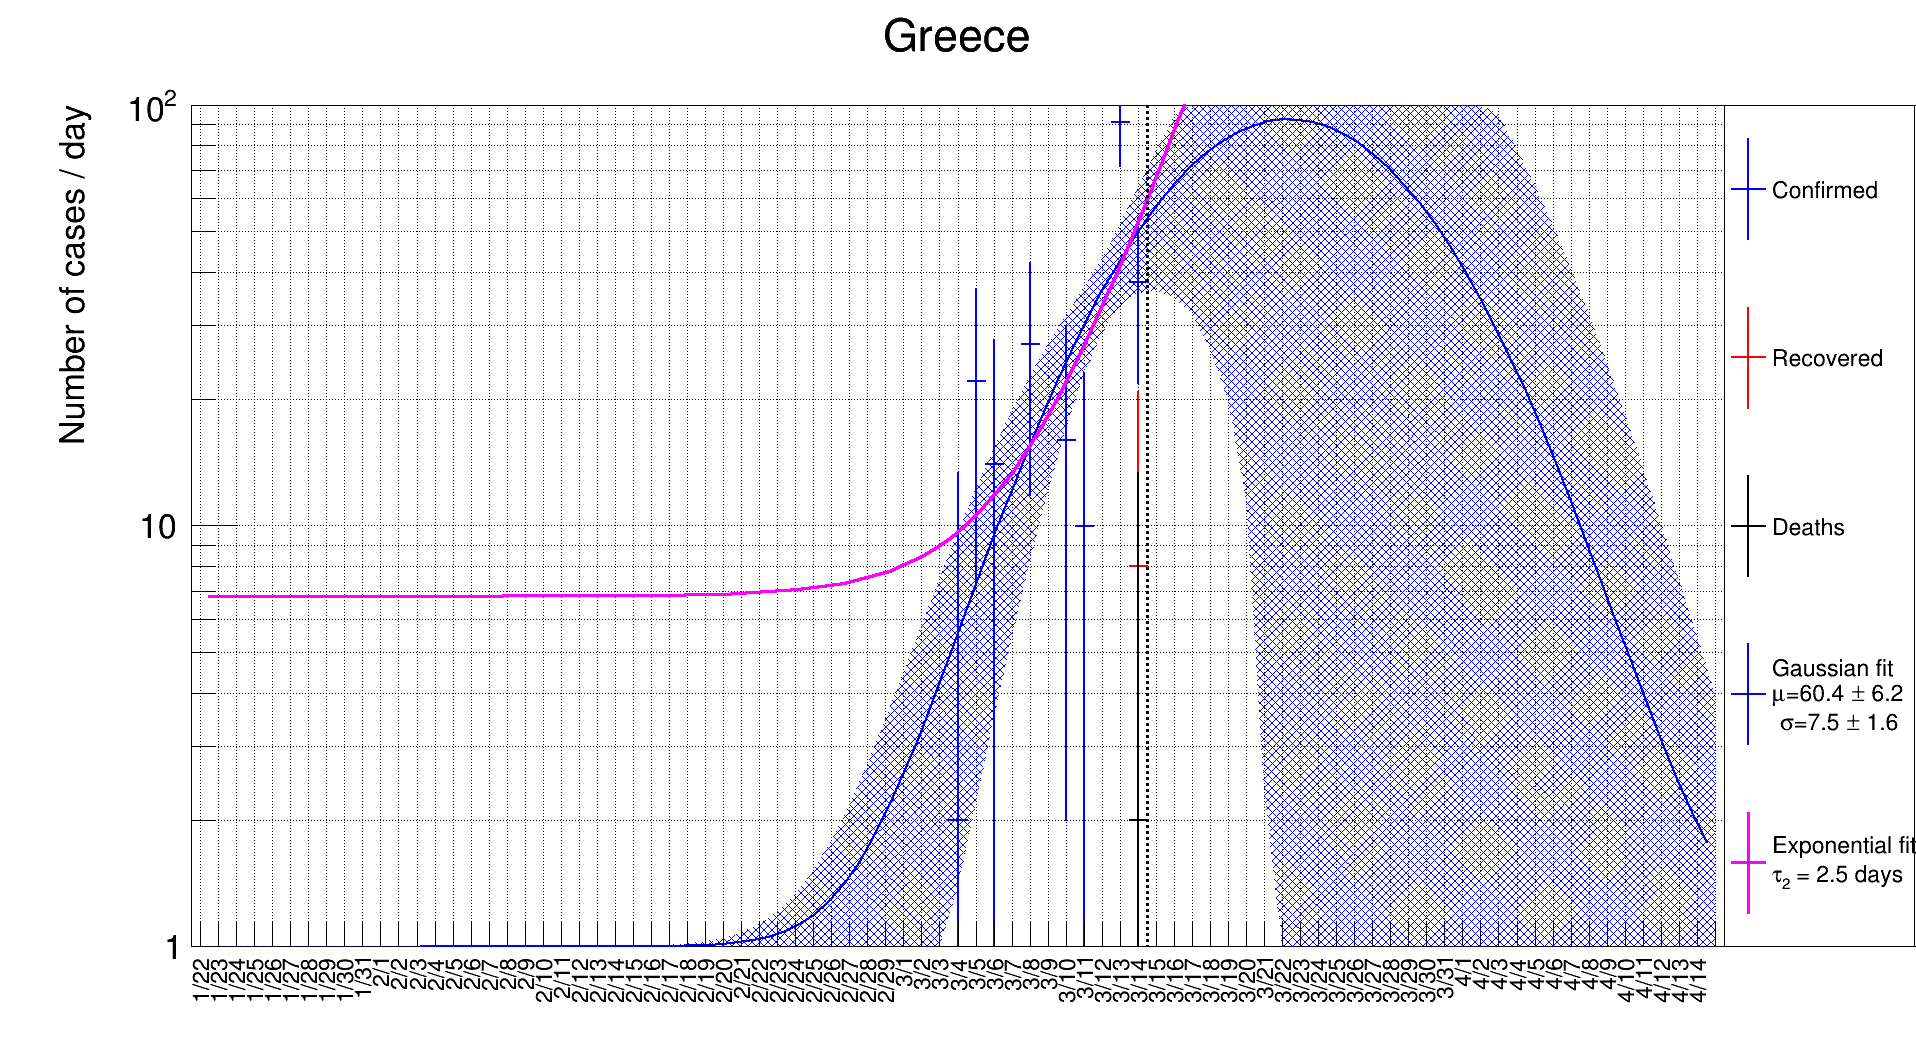 Greece
Number of cases / day
10²
10
1
1/22 1/23 1/24 1/25 1/26 1/27 1/28 1/29 1/30 1/31 2/1 2/2 2/3 2/4 2/5 2/6 2/7 2/8 2/9 2/10 2/11 2/12 2/13 2/14 2/15 2/16 2/17 2/18 2/19 2/20 2/21 2/22 2/23 2/24 2/25 2/26 2/27 2/28 2/29 3/1 3/2 3/3 3/4 3/5 3/6 3/7 3/8 3/9 3/10 3/11 3/12 3/13 3/14 3/15 3/16 3/17 3/18 3/19 3/20 3/21 3/22 3/23 3/24 3/25 3/26 3/27 3/28 3/29 3/30 3/31 4/1 4/2 4/3 4/4 4/5 4/6 4/7 4/8 4/9 4/10 4/11 4/12 4/13 4/14
Confirmed
Recovered
Deaths
Gaussian fit
μ=60.4 ± 6.2
σ=7.5 ± 1.6
Exponential fit
τ₂ = 2.5 days